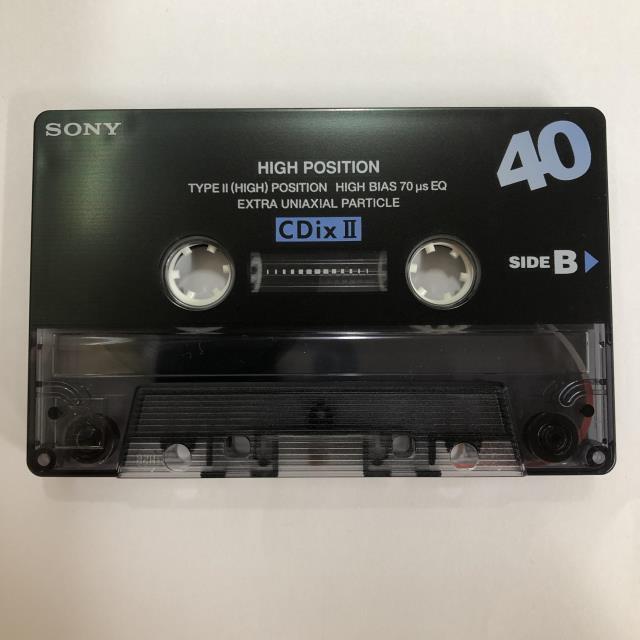 SONY
40
HIGH POSITION
TYPE II (HIGH) POSITION HIGH BIAS 70 µs EQ
EXTRA UNIAXIAL PARTICLE
CDix II
SIDE B